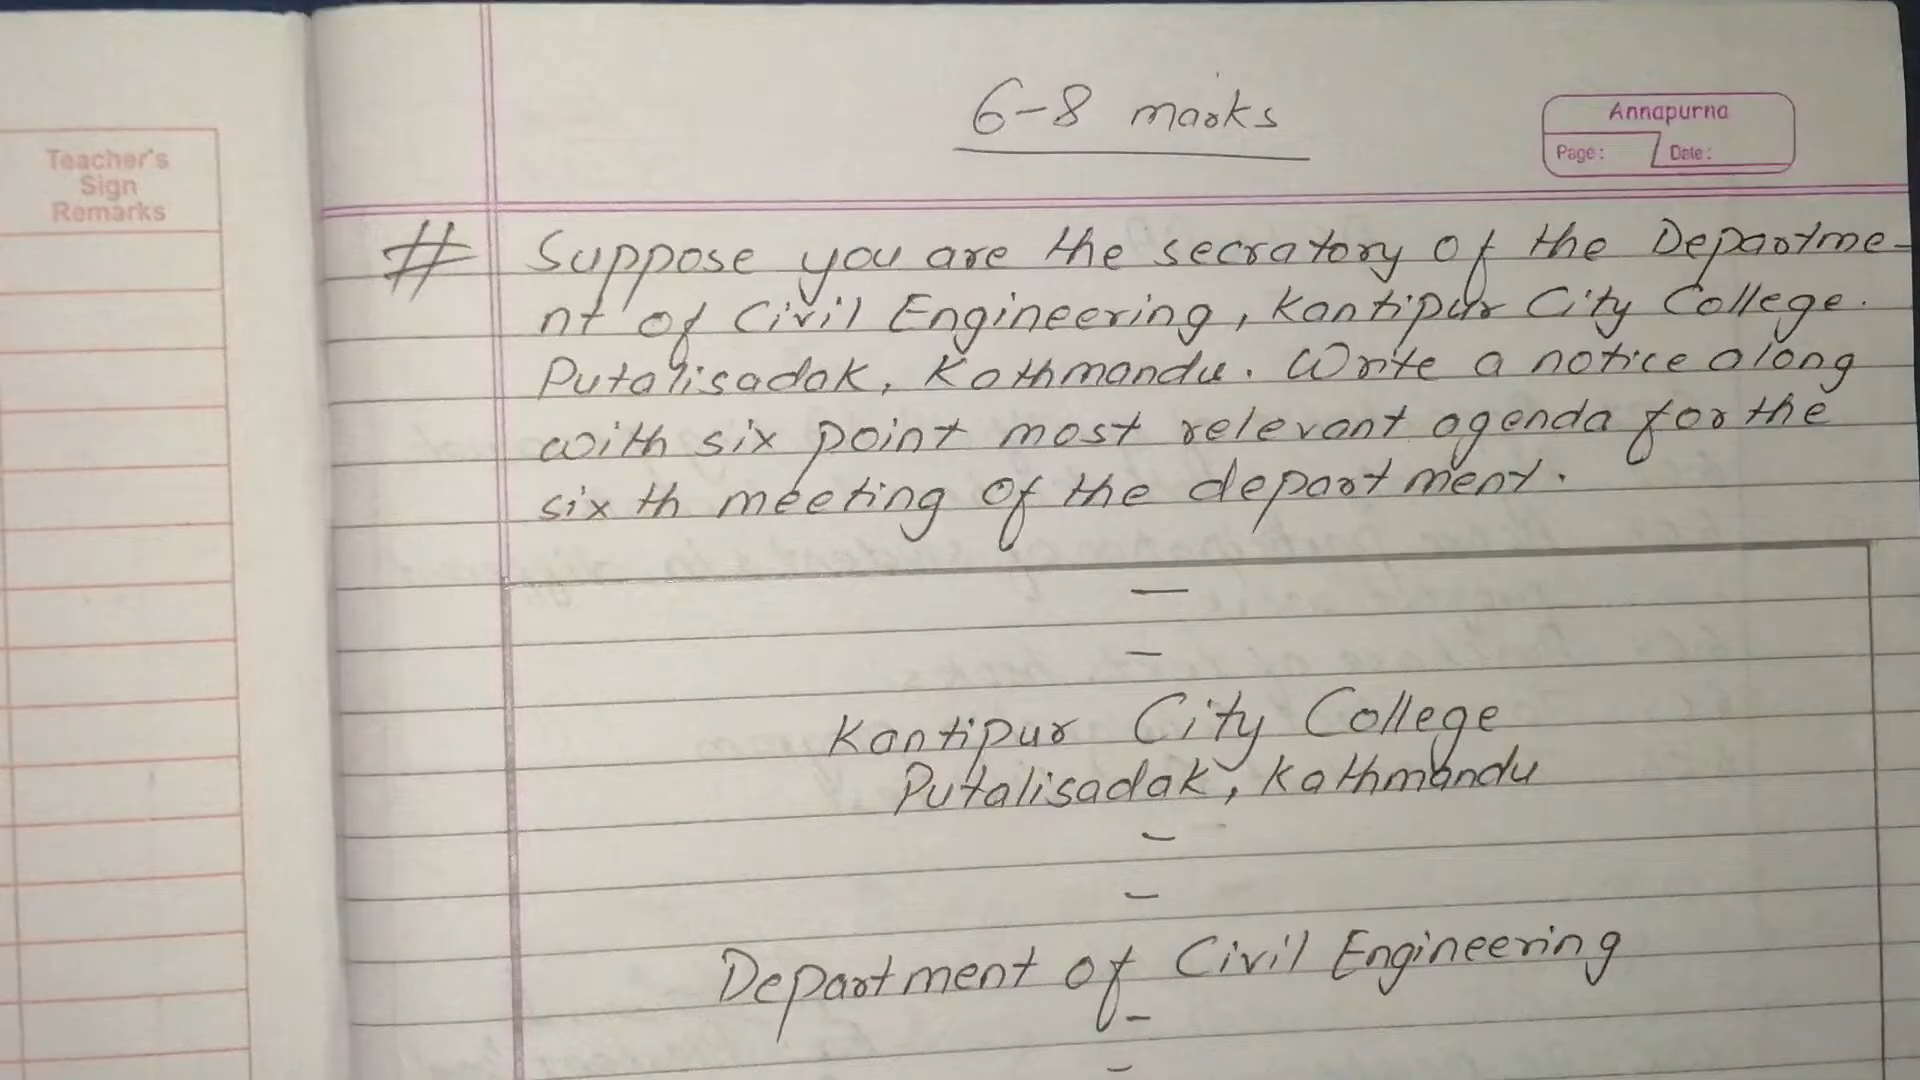 6-8 marks
Annapurna
Page:
Date:
Teacher's
Sign
Remarks
# Suppose you are the secratory of the Departme-
nt of Civil Engineering, Kantipur City College.
Putalisadak, Kathmandu. Write a notice along
with six point most relevant agenda for the
six th meeting of the department.
Kantipur City College
Putalisadak, Kathmandu
Department of Civil Engineering